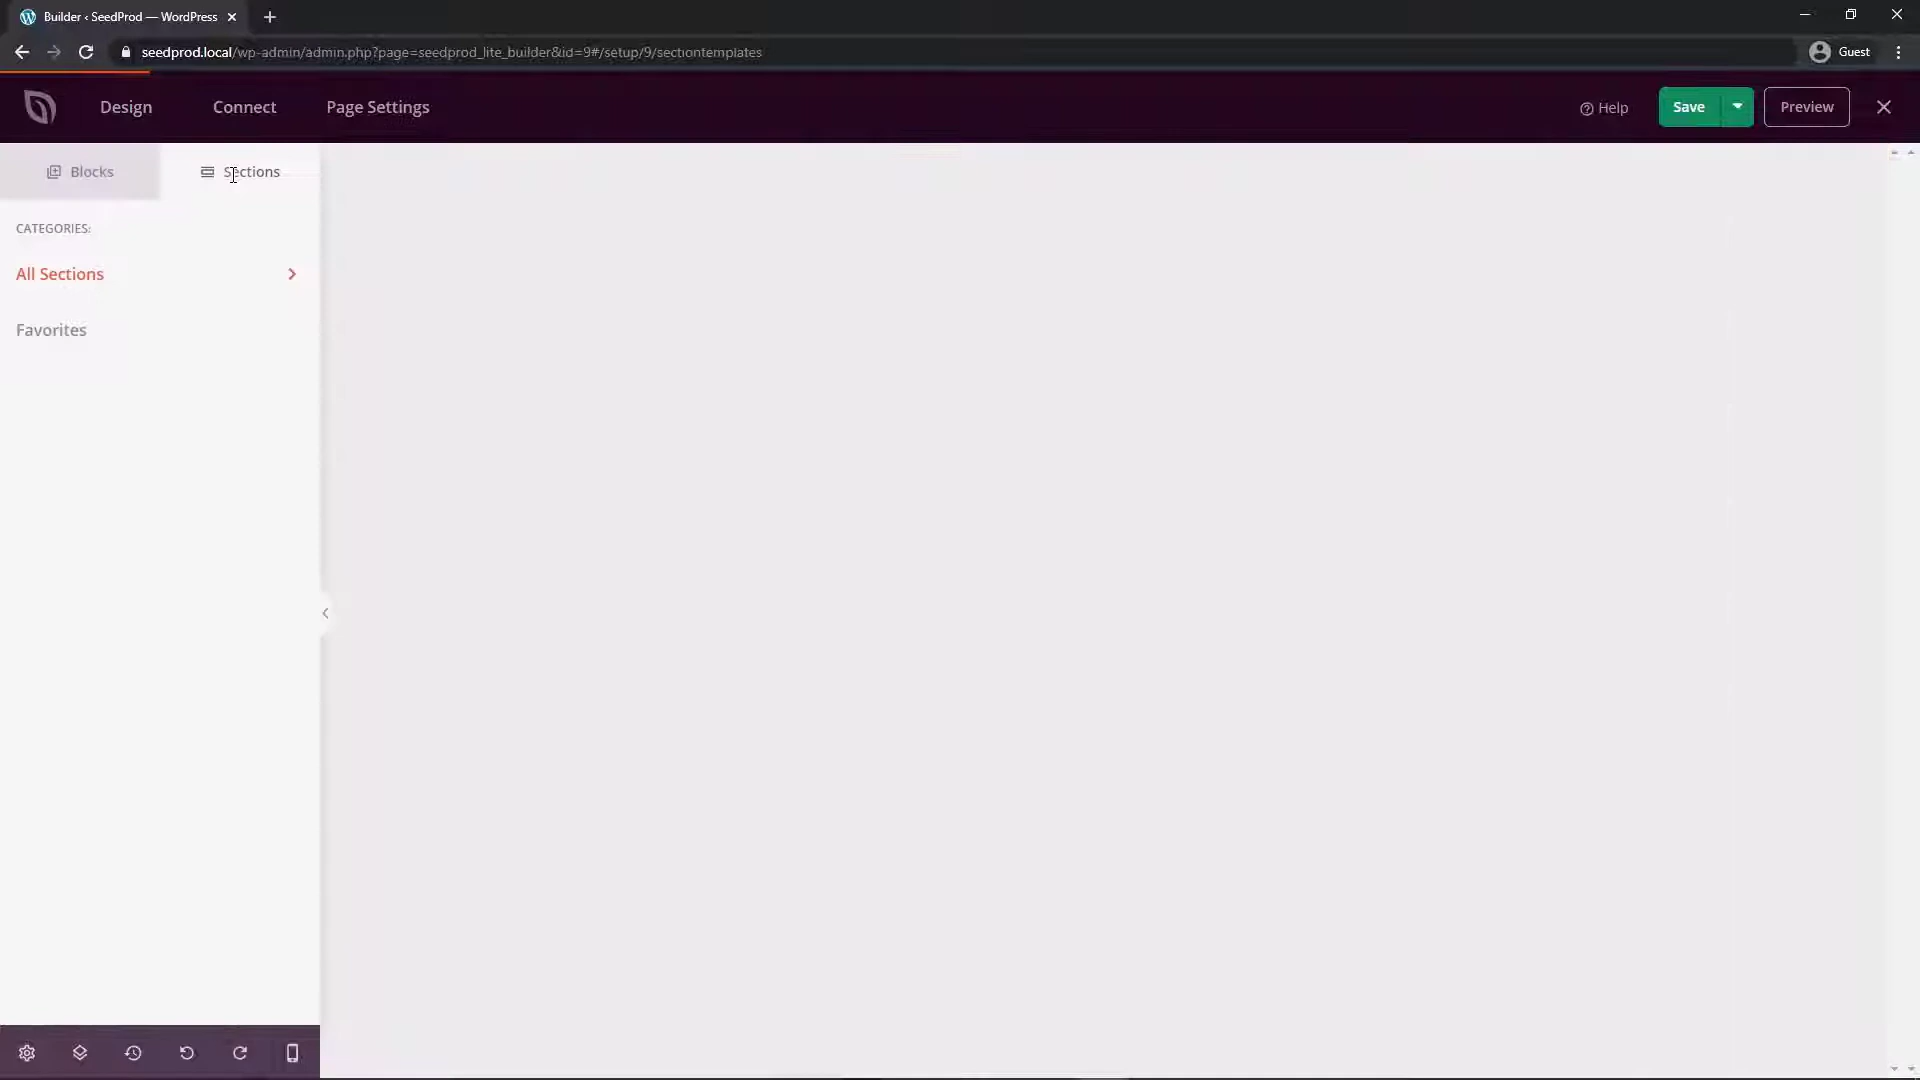 Builder ‹ SeedProd — WordPress
seedprod.local/wp-admin/admin.php?page=seedprod_lite_builder&id=9#/setup/9/sectiontemplates
Guest
Design
Connect
Page Settings
Help
Save
Preview
Blocks
Sections
CATEGORIES:
All Sections
Favorites